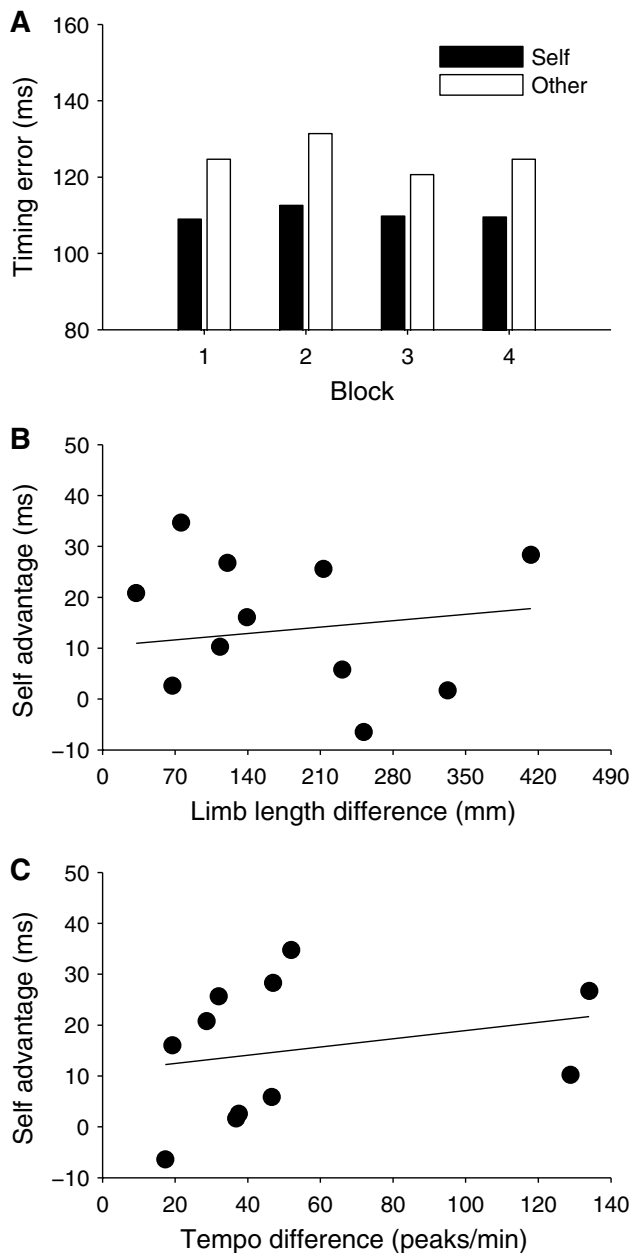 A
Timing error (ms)
160
140
120
100
80
Self
Other
1 2 3 4
Block
B
Self advantage (ms)
50
40
30
20
10
0
−10
0 70 140 210 280 350 420 490
Limb length difference (mm)
C
Self advantage (ms)
50
40
30
20
10
0
−10
0 20 40 60 80 100 120 140
Tempo difference (peaks/min)